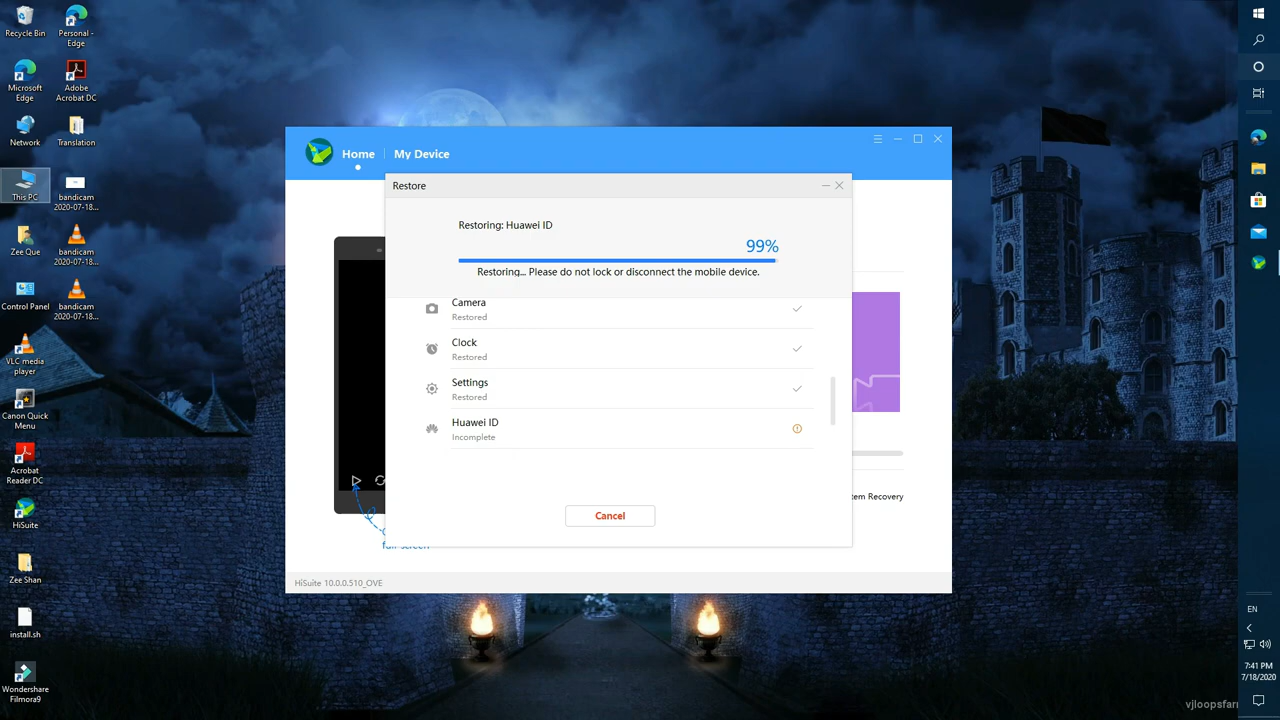 Recycle Bin
Personal -
Edge
Microsoft
Edge
Adobe
Acrobat DC
Network
Translation
This PC
bandicam
2020-07-18...
Zee Que
bandicam
2020-07-18...
Control Panel
bandicam
2020-07-18...
VLC media
player
Canon Quick
Menu
Acrobat
Reader DC
HiSuite
Zee Shan
install.sh
Wondershare
Filmora9
Home
My Device
Restore
Restoring: Huawei ID
99%
Restoring... Please do not lock or disconnect the mobile device.
Camera
Restored
Clock
Restored
Settings
Restored
Huawei ID
Incomplete
Cancel
tem Recovery
full screen
HiSuite 10.0.0.510_OVE
EN
7:41 PM
7/18/2020
vjloopsfar